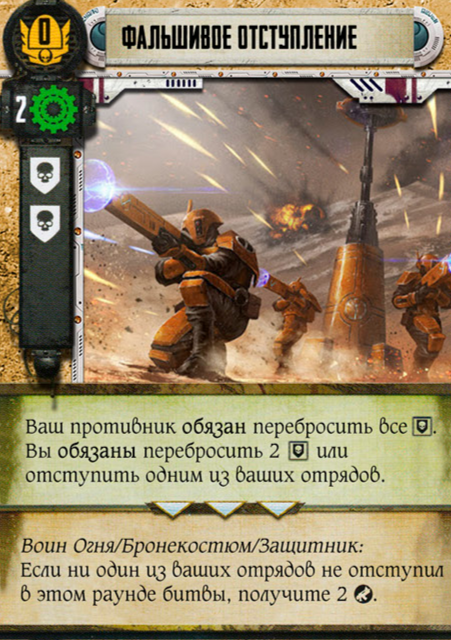 0
ФАЛЬШИВОЕ ОТСТУПЛЕНИЕ
2
Ваш противник обязан перебросить все .
Вы обязаны перебросить 2 или
отступить одним из ваших отрядов.
Воин Огня/Бронекостюм/Защитник:
Если ни один из ваших отрядов не отступил
в этом раунде битвы, получите 2 .